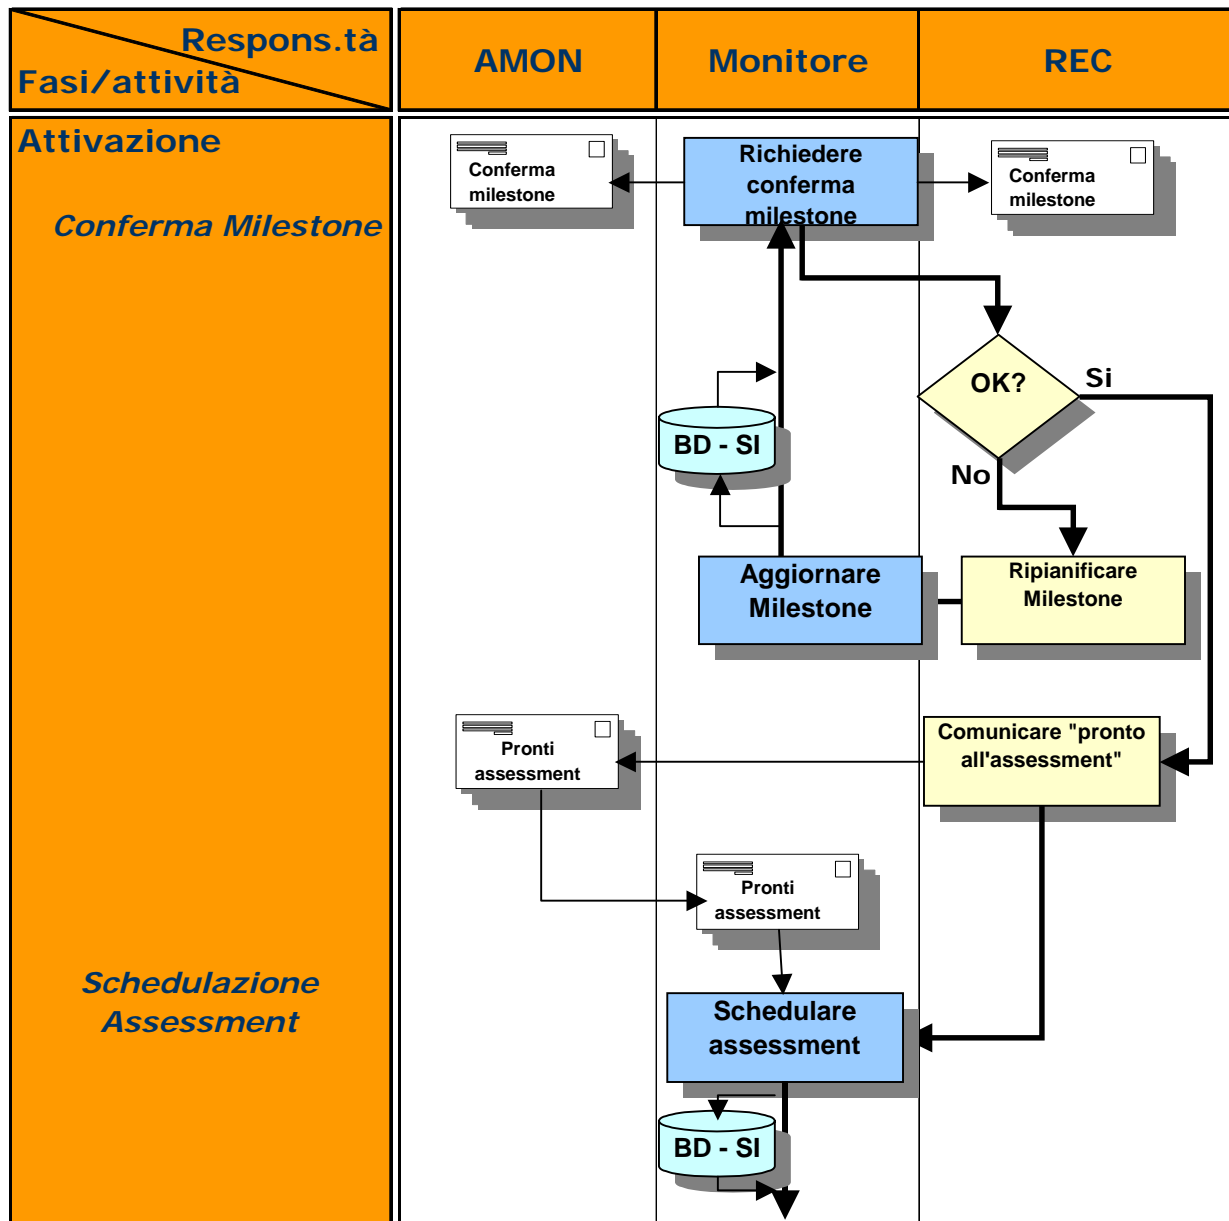 Respons.tà
Fasi/attività
AMON
Monitore
REC
Attivazione
Conferma Milestone
Conferma
milestone
Richiedere
conferma
milestone
Conferma
milestone
OK?
Si
No
BD - SI
Aggiornare
Milestone
Ripianificare
Milestone
Pronti
assessment
Comunicare "pronto
all'assessment"
Pronti
assessment
Schedulazione
Assessment
Schedulare
assessment
BD - SI